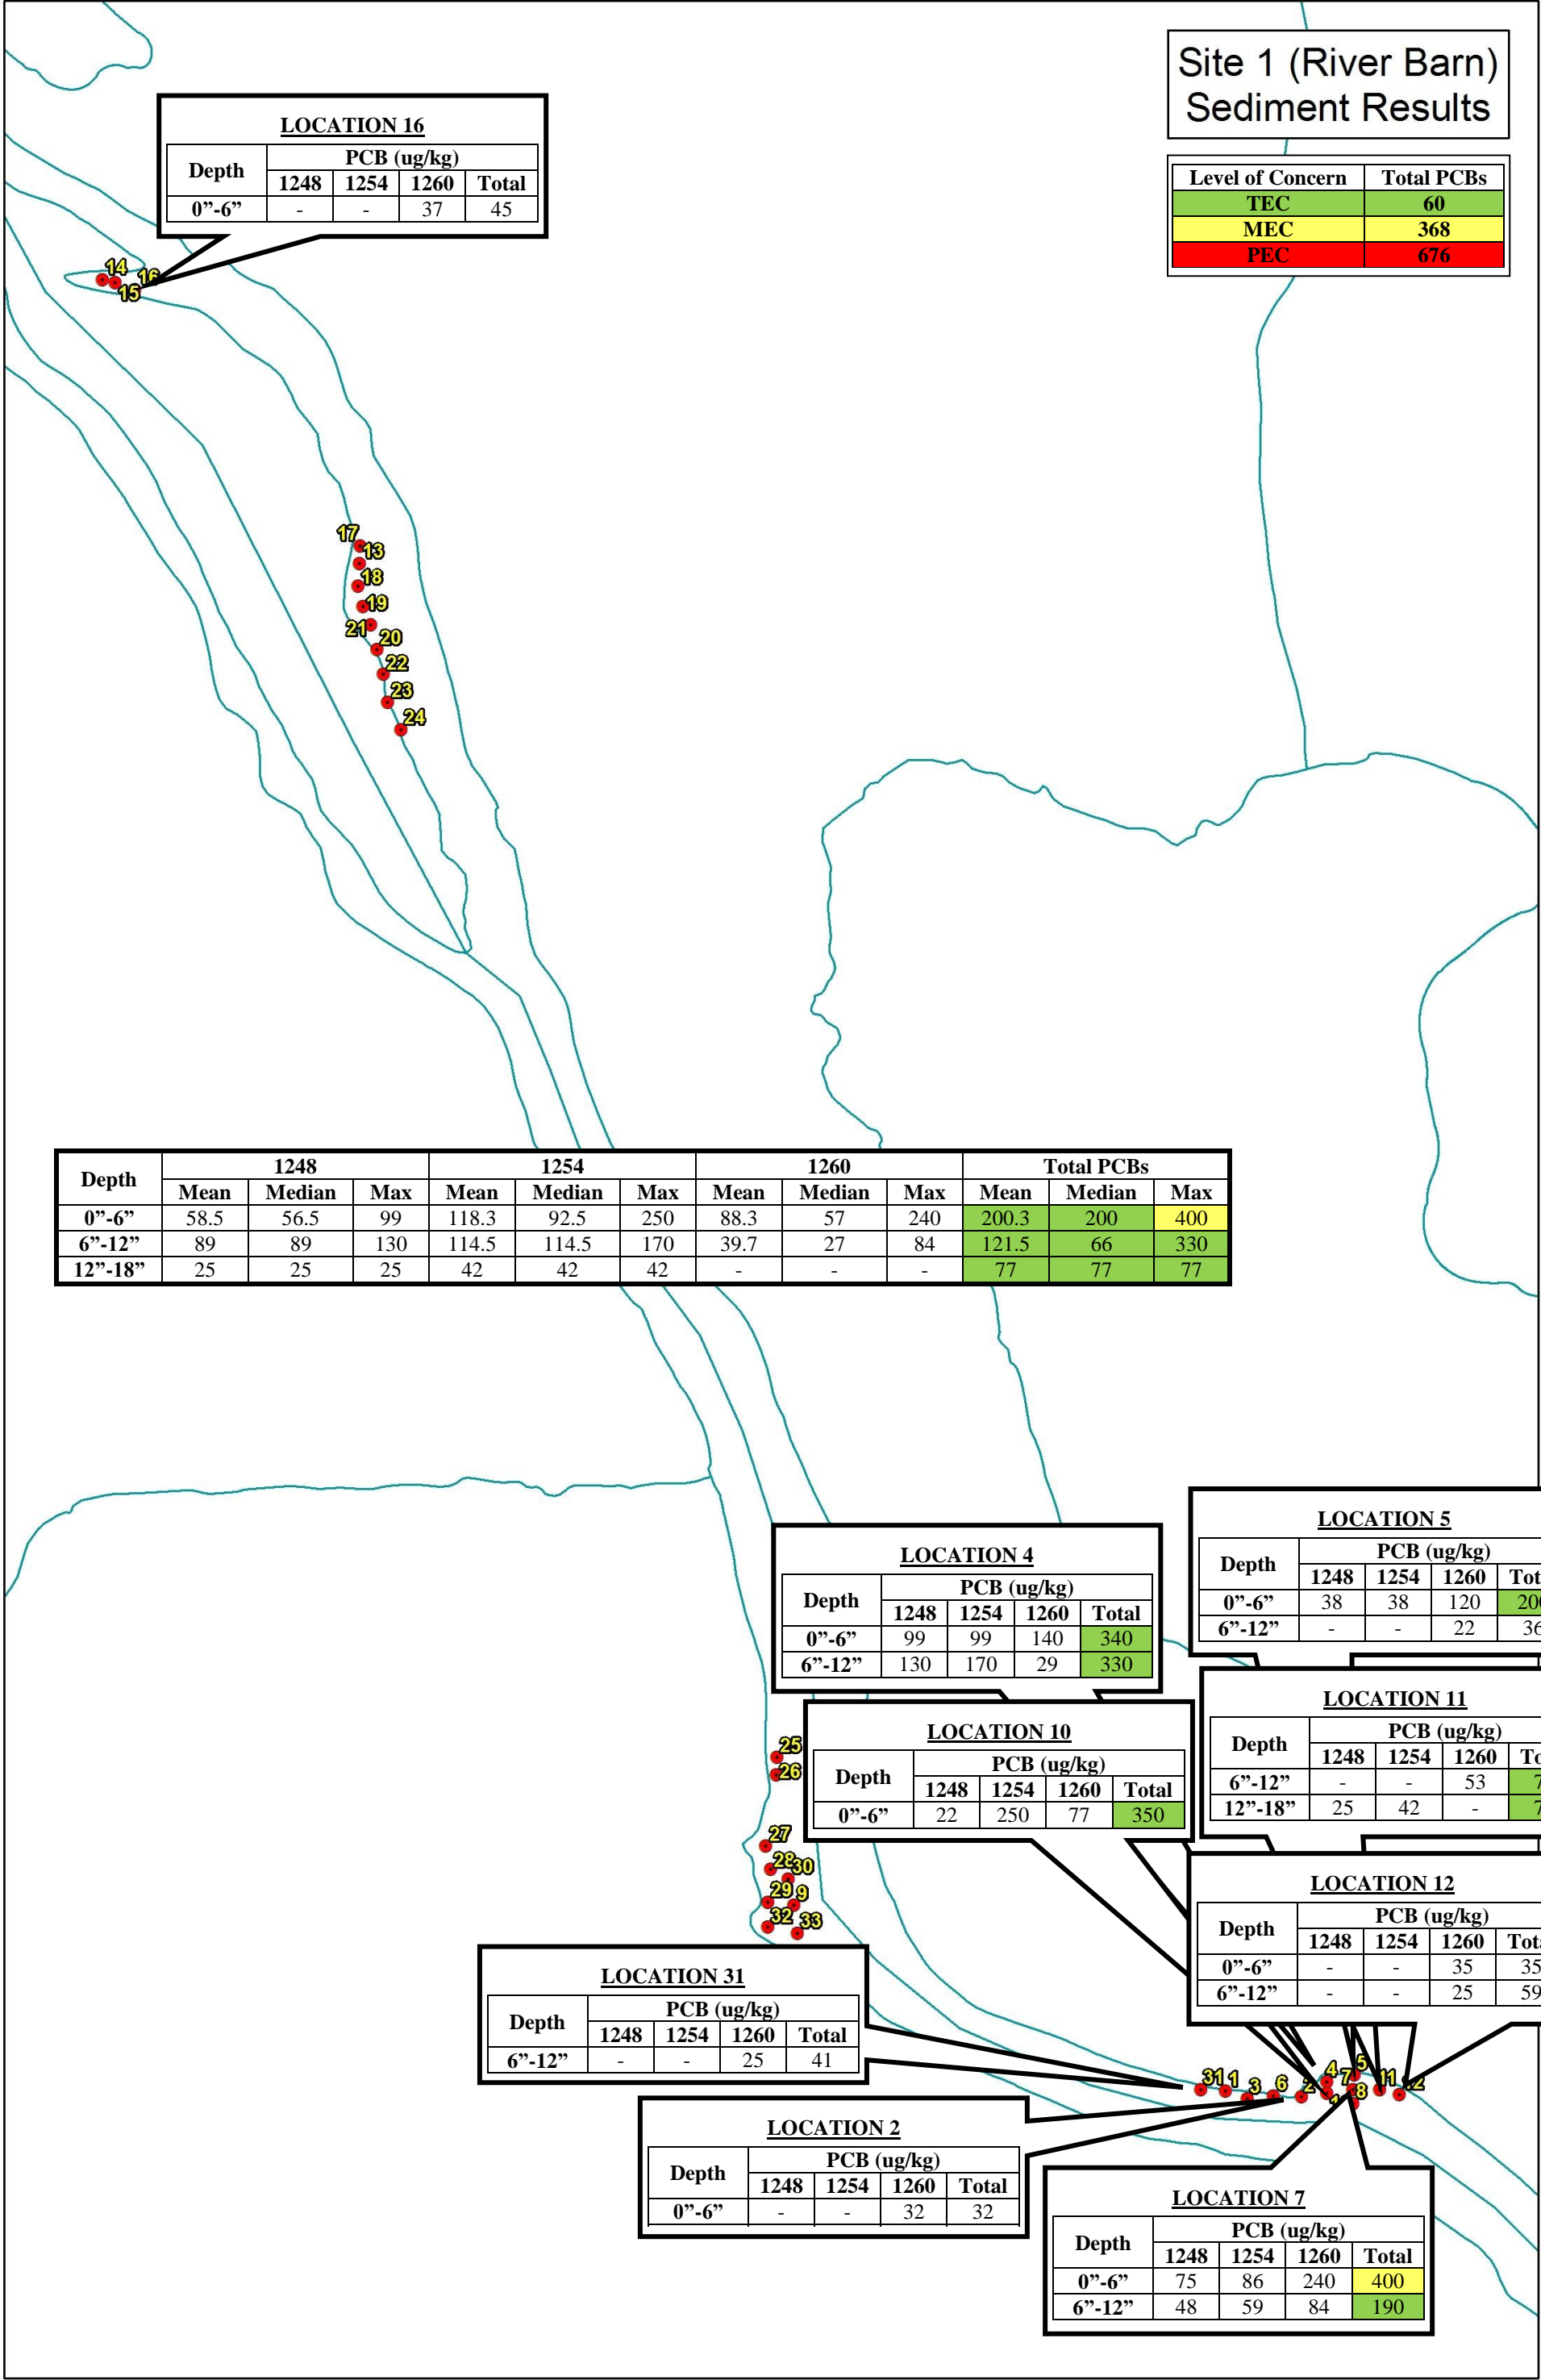 Site 1 (River Barn)
Sediment Results
Level of Concern Total PCBs
TEC 60
MEC 368
PEC 676
LOCATION 16
Depth PCB (ug/kg)
1248 1254 1260 Total
0”-6” - - 37 45
14
16
15
17
13
18
19
21
20
22
23
24
Depth 1248 1254 1260 Total PCBs
Mean Median Max Mean Median Max Mean Median Max Mean Median Max
0”-6” 58.5 56.5 99 118.3 92.5 250 88.3 57 240 200.3 200 400
6”-12” 89 89 130 114.5 114.5 170 39.7 27 84 121.5 66 330
12”-18” 25 25 25 42 42 42 - - - 77 77 77
LOCATION 5
Depth PCB (ug/kg)
1248 1254 1260
0”-6” 38 38 120
6”-12” - - 22
LOCATION 4
Depth PCB (ug/kg)
1248 1254 1260 Total
0”-6” 99 99 140 340
6”-12” 130 170 29 330
LOCATION 11
Depth PCB (ug/kg)
1248 1254 1260
6”-12” - - 53
12”-18” 25 42 -
LOCATION 10
Depth PCB (ug/kg)
1248 1254 1260 Total
0”-6” 22 250 77 350
25
26
27
28
30
29
9
32
33
LOCATION 12
Depth PCB (ug/kg)
1248 1254 1260
0”-6” - - 35 35
6”-12” - - 25 59
LOCATION 31
Depth PCB (ug/kg)
1248 1254 1260 Total
6”-12” - - 25 41
31
1
3
6
2
4
7
5
8
11
LOCATION 2
Depth PCB (ug/kg)
1248 1254 1260 Total
0”-6” - - 32 32
LOCATION 7
Depth PCB (ug/kg)
1248 1254 1260 Total
0”-6” 75 86 240 400
6”-12” 48 59 84 190